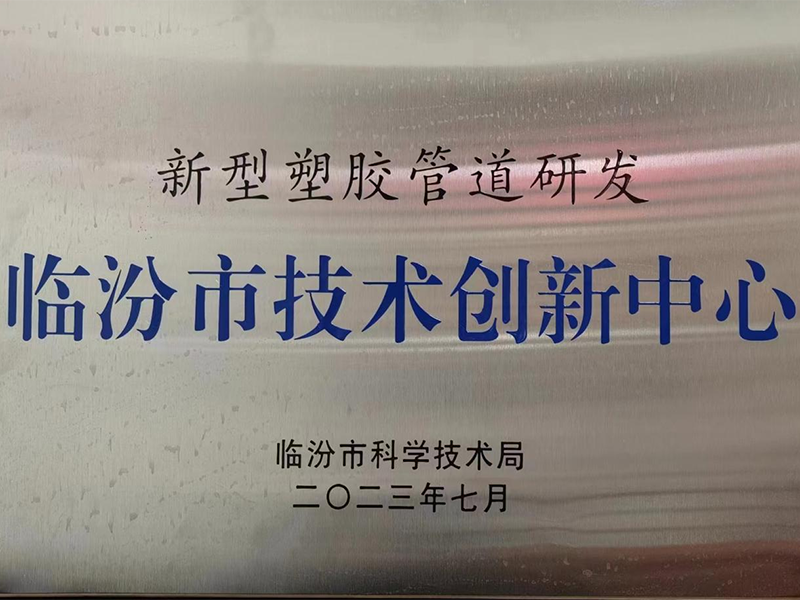 新型塑胶管道研发
临汾市技术创新中心
临汾市科学技术局
二〇二三年七月